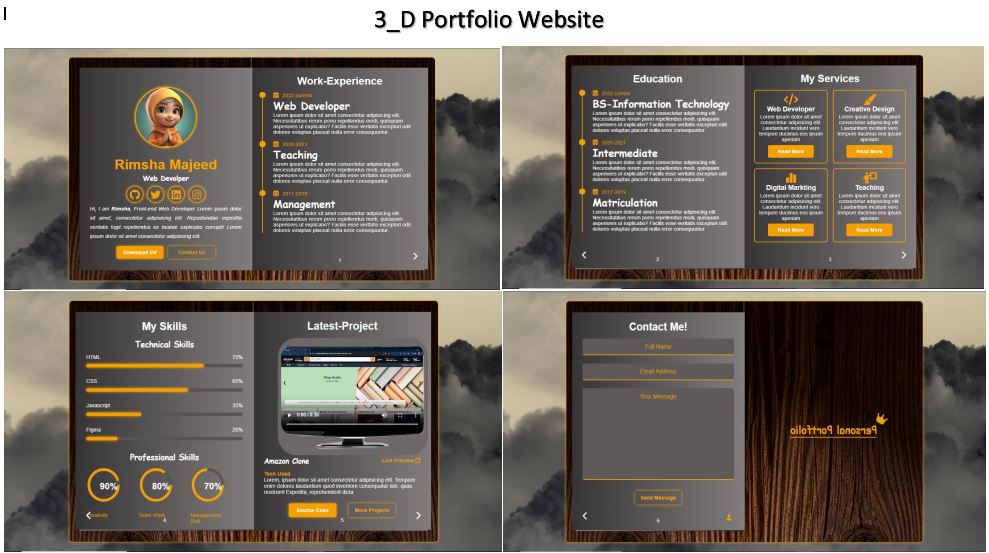 3_D Portfolio Website
Rimsha Majeed
Web Devolper
Hi, I am Rimsha, Front-end Web Developer Lorem ipsum dolor
sit amet, consectetur adipisicing elit. Repudiandae expedita
veritatis fugit repellendus ex beatae explicabo corrupti! Lorem
ipsum dolor sit amet consectetur adipisicing elit
Download CV
Contact Us
Work-Experience
2022-current
Web Developer
Lorem ipsum dolor sit amet consectetur adipisicing elit.
Necessitatibus rerum porro repellendus modi, quisquam
asperiores ut explicabo? Facilis esse veritatis excepturi odit
dolores voluptatem placeat nulla error consequuntur.
2020-2021
Teaching
Lorem ipsum dolor sit amet consectetur adipisicing elit.
Necessitatibus rerum porro repellendus modi, quisquam
asperiores ut explicabo? Facilis esse veritatis excepturi odit
dolores voluptatem placeat nulla error consequuntur.
2017-2019
Management
Lorem ipsum dolor sit amet consectetur adipisicing elit.
Necessitatibus rerum porro repellendus modi, quisquam
asperiores ut explicabo? Facilis esse veritatis excepturi odit
dolores voluptatem placeat nulla error consequuntur.
1
Education
2022-current
BS-Information Technology
Lorem ipsum dolor sit amet consectetur adipisicing elit.
Necessitatibus rerum porro repellendus modi, quisquam
asperiores ut explicabo? Facilis esse veritatis excepturi odit
dolores voluptatem placeat nulla error consequuntur.
2020-2021
Intermediate
Lorem ipsum dolor sit amet consectetur adipisicing elit.
Necessitatibus rerum porro repellendus modi, quisquam
asperiores ut explicabo? Facilis esse veritatis excepturi odit
dolores voluptatem placeat nulla error consequuntur.
2017-2019
Matriculation
Lorem ipsum dolor sit amet consectetur adipisicing elit.
Necessitatibus rerum porro repellendus modi, quisquam
asperiores ut explicabo? Facilis esse veritatis excepturi odit
dolores voluptatem placeat nulla error consequuntur.
2
My Services
Web Developer
Lorem ipsum dolor sit amet
consectetur adipisicing elit.
Laudantium incidunt vero
tempore ducimus eos ipsum
aperiam
Read More
Creative Design
Lorem ipsum dolor sit amet
consectetur adipisicing elit.
Laudantium incidunt vero
tempore ducimus eos ipsum
aperiam
Read More
Digital Markting
Lorem ipsum dolor sit amet
consectetur adipisicing elit.
Laudantium incidunt vero
tempore ducimus eos ipsum
aperiam
Read More
Teaching
Lorem ipsum dolor sit amet
consectetur adipisicing elit.
Laudantium incidunt vero
tempore ducimus eos ipsum
aperiam
Read More
3
My Skills
Technical Skills
HTML 75%
CSS 65%
Javascript 35%
Figma 20%
Professional Skills
90%
80%
70%
Team Work
Management
Skill
4
Latest-Project
0:00 / 0:38
Amazon Clone
Live Preview
Tech Used
Lorem, ipsum dolor sit amet consectetur adipisicing elit. Tempore
enim dolores laudantium quod inventore consequatur iste, quas
nostrum! Expedita, reprehenderit dicta
Source Code
More Projects
5
Contact Me!
Full Name
Email Address
Your Message
Send Message
6
Personal Portfolio